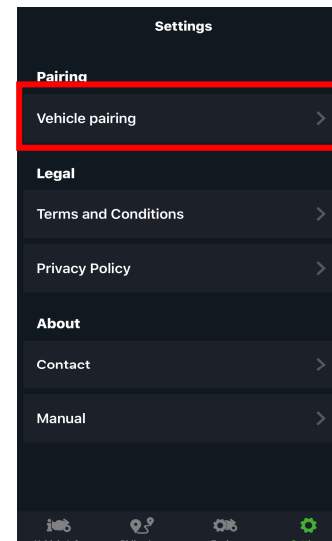 Settings
Pairing
Vehicle pairing
Legal
Terms and Conditions
Privacy Policy
About
Contact
Manual